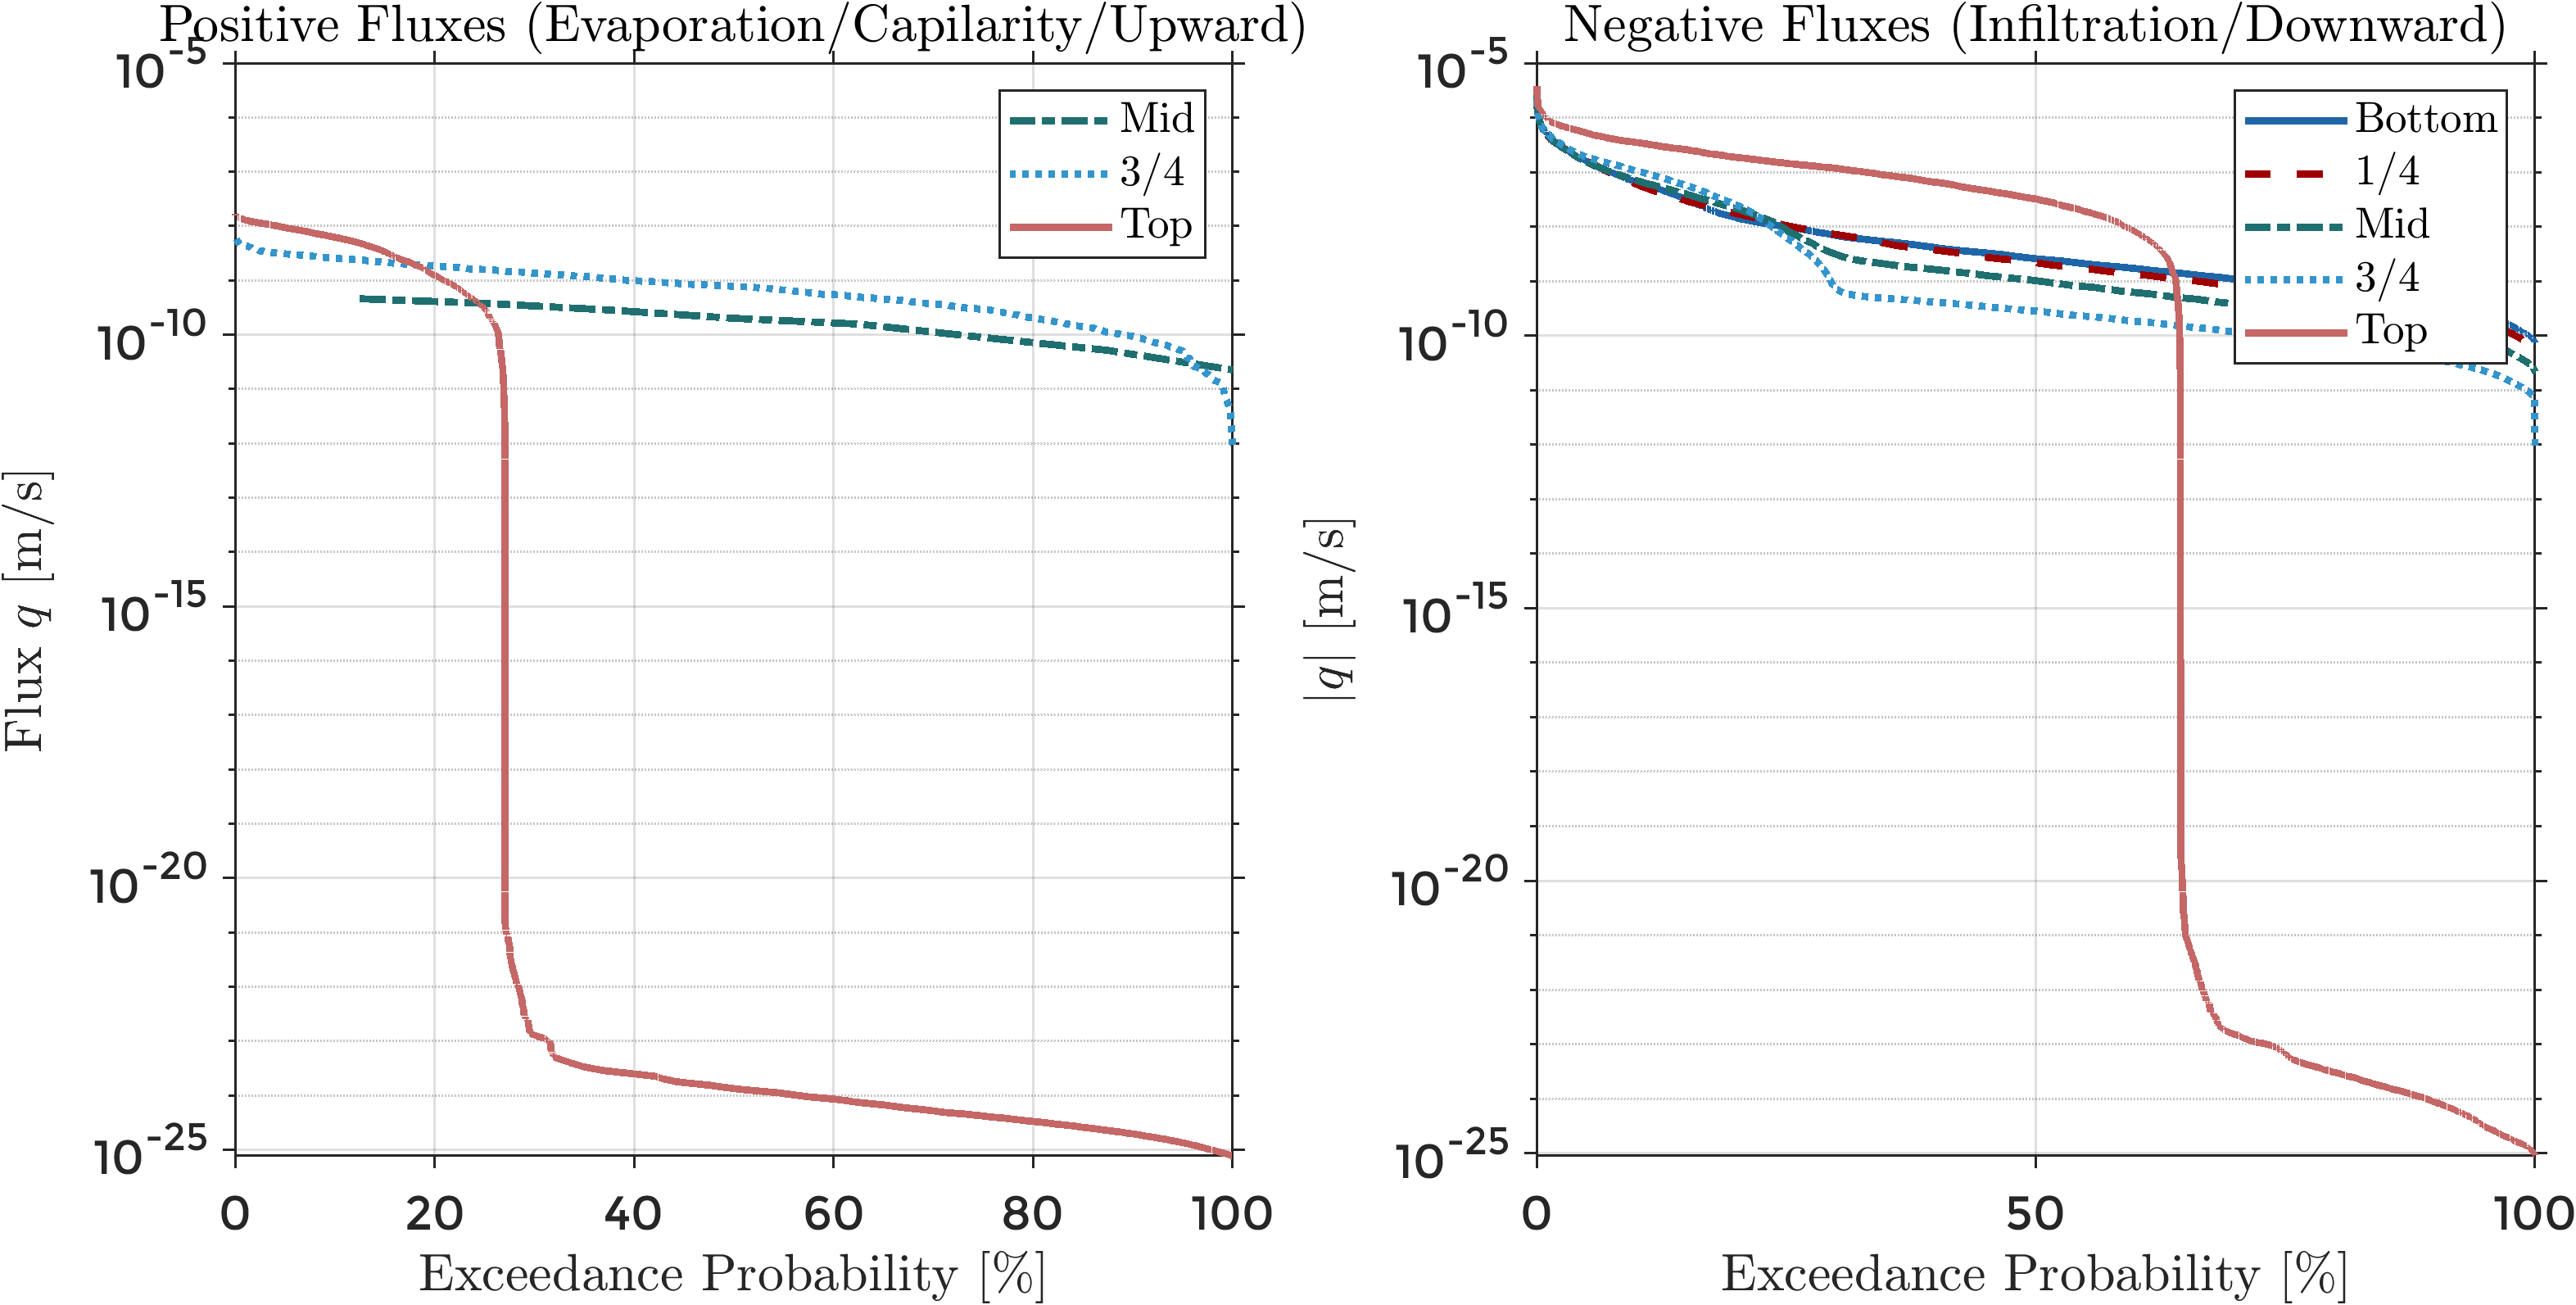 Positive Fluxes (Evaporation/Capilarity/Upward)
10^-5
10^-10
10^-15
10^-20
10^-25
Flux q [m/s]
0 20 40 60 80 100
Exceedance Probability [%]
Mid
3/4
Top
Negative Fluxes (Infiltration/Downward)
10^-5
10^-10
10^-15
10^-20
10^-25
|q| [m/s]
0 50 100
Exceedance Probability [%]
Bottom
1/4
Mid
3/4
Top